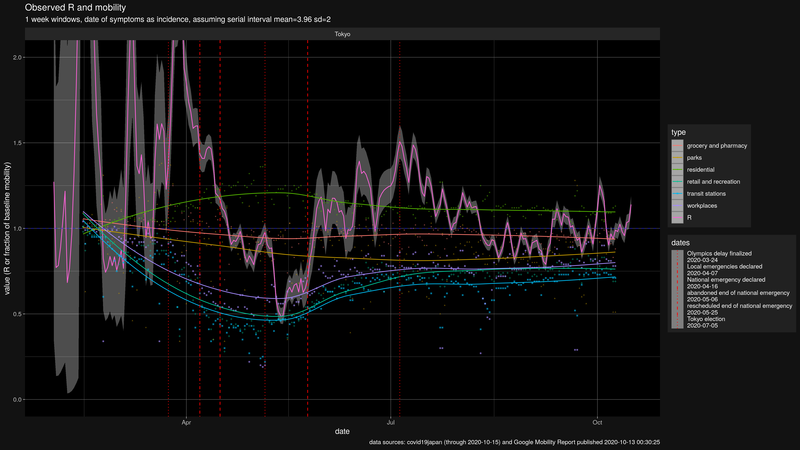 Observed R and mobility
1 week windows, date of symptoms as incidence, assuming serial interval mean=3.96 sd=2
Tokyo
value (R or fraction of baseline mobility)
2.0
1.5
1.0
0.5
0.0
Apr
Jul
Oct
date
type
grocery and pharmacy
parks
residential
retail and recreation
transit stations
workplaces
R
dates
Olympics delay finalized
2020-03-24
Local emergencies declared
2020-04-07
National emergency declared
2020-04-16
abandoned end of national emergency
2020-05-06
rescheduled end of national emergency
2020-05-25
Tokyo election
2020-07-05
data sources: covid19japan (through 2020-10-15) and Google Mobility Report published 2020-10-13 00:30:25